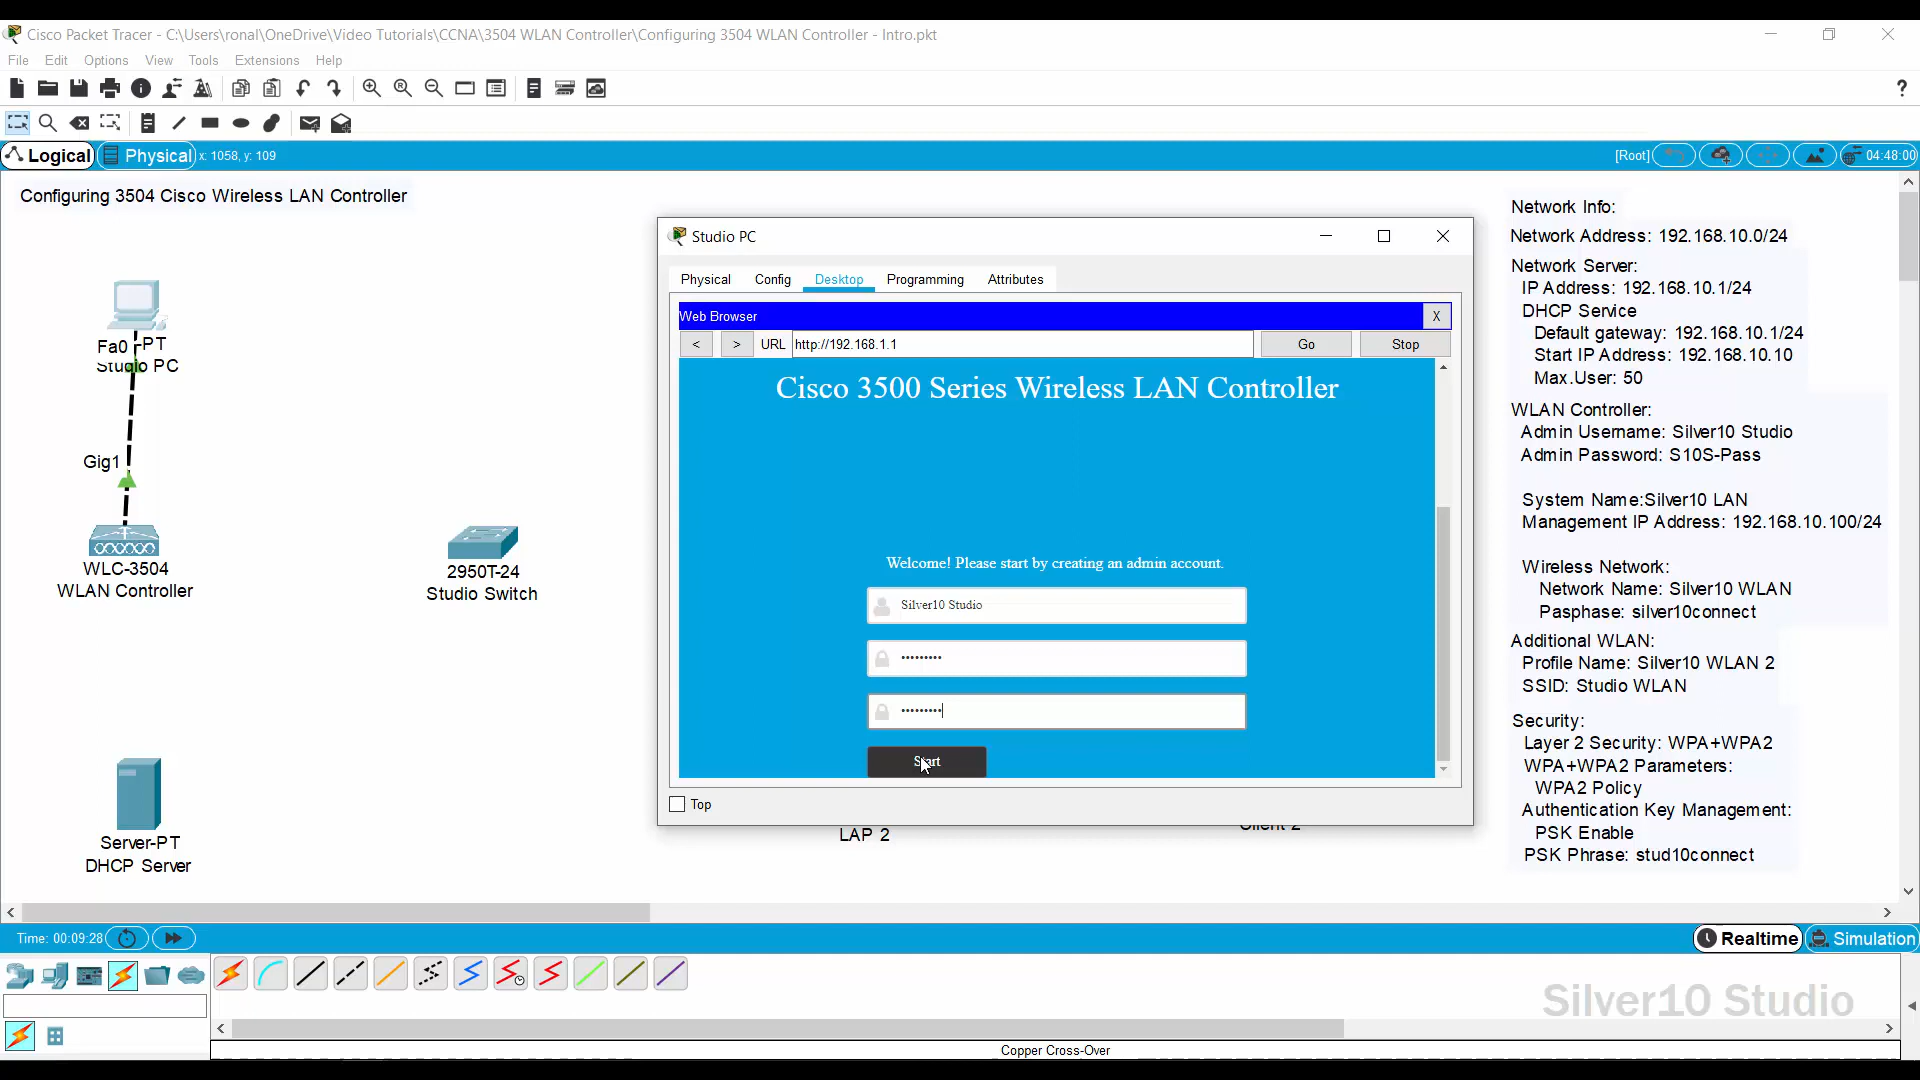 Cisco Packet Tracer - C:\Users\ronal\OneDrive\Video Tutorials\CCNA\3504 WLAN Controller\Configuring 3504 WLAN Controller - Intro.pkt
File Edit Options View Tools Extensions Help
Logical Physical x: 1058, y: 109 [Root] 04:48:00
Configuring 3504 Cisco Wireless LAN Controller
Fa0 -PT
Studio PC
Gig1
WLC-3504
WLAN Controller
2950T-24
Studio Switch
Server-PT
DHCP Server
Studio PC
Physical Config Desktop Programming Attributes
Web Browser X
< > URL http://192.168.1.1 Go Stop
Cisco 3500 Series Wireless LAN Controller
Welcome! Please start by creating an admin account.
Silver10 Studio
•••••••••
•••••••••
Start
Top
LAP 2
Client 2
Network Info:
Network Address: 192.168.10.0/24
Network Server:
IP Address: 192.168.10.1/24
DHCP Service
Default gateway: 192.168.10.1/24
Start IP Address: 192.168.10.10
Max.User: 50
WLAN Controller:
Admin Username: Silver10 Studio
Admin Password: S10S-Pass
System Name:Silver10 LAN
Management IP Address: 192.168.10.100/24
Wireless Network:
Network Name: Silver10 WLAN
Pasphase: silver10connect
Additional WLAN:
Profile Name: Silver10 WLAN 2
SSID: Studio WLAN
Security:
Layer 2 Security: WPA+WPA2
WPA+WPA2 Parameters:
WPA2 Policy
Authentication Key Management:
PSK Enable
PSK Phrase: stud10connect
Time: 00:09:28 Realtime Simulation
Silver10 Studio
Copper Cross-Over